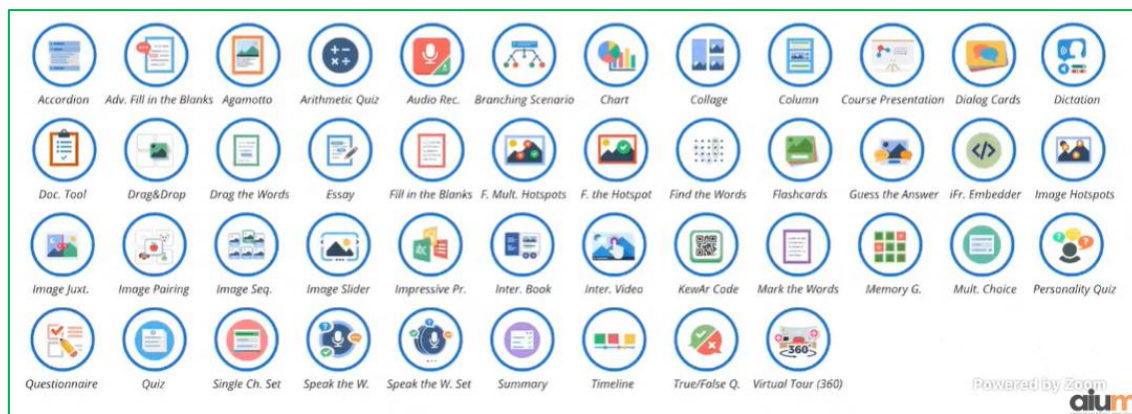 Accordion Adv. Fill in the Blanks Agamotto Arithmetic Quiz Audio Rec. Branching Scenario Chart Collage Column Course Presentation Dialog Cards Dictation
Doc. Tool Drag&Drop Drag the Words Essay Fill in the Blanks F. Mult. Hotspots F. the Hotspot Find the Words Flashcards Guess the Answer iFr. Embedder Image Hotspots
Image Juxt. Image Pairing Image Seq. Image Slider Impressive Pr. Inter. Book Inter. Video KewAr Code Mark the Words Memory G. Mult. Choice Personality Quiz
360°
Questionnaire Quiz Single Ch. Set Speak the W. Speak the W. Set Summary Timeline True/False Q. Virtual Tour (360)
Powered by Zoom
aium